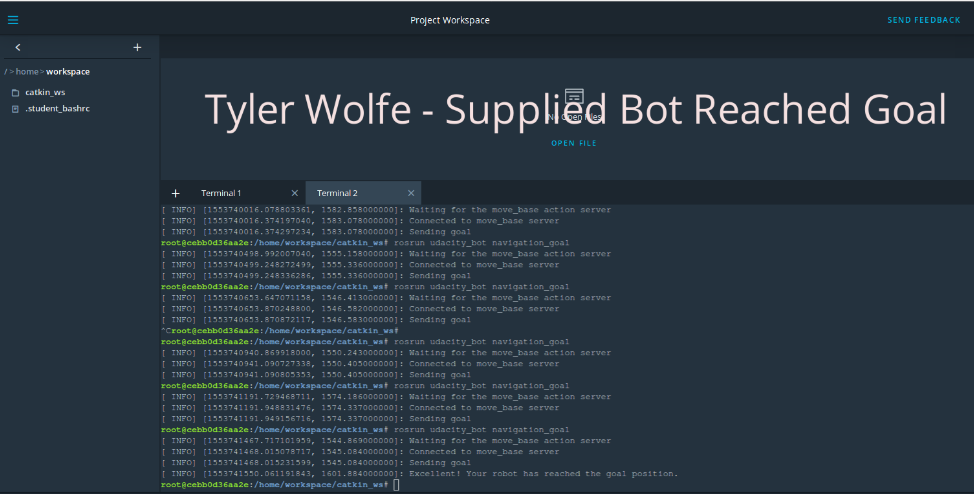 Project Workspace
SEND FEEDBACK
/ > home > workspace
catkin_ws
.student_bashrc
Tyler Wolfe - Supplied Bot Reached Goal
No Open Files
OPEN FILE
Terminal 1
Terminal 2
[ INFO] [1553740016.078803361, 1582.858000000]: Waiting for the move_base action server
[ INFO] [1553740016.374197040, 1583.078000000]: Connected to move_base server
[ INFO] [1553740016.374297234, 1583.078000000]: Sending goal
root@cebb0d36aa2e:/home/workspace/catkin_ws# rosrun udacity_bot navigation_goal
[ INFO] [1553740498.992007040, 1555.158000000]: Waiting for the move_base action server
[ INFO] [1553740499.248272499, 1555.336000000]: Connected to move_base server
[ INFO] [1553740499.248336286, 1555.336000000]: Sending goal
root@cebb0d36aa2e:/home/workspace/catkin_ws# rosrun udacity_bot navigation_goal
[ INFO] [1553740653.647071158, 1546.413000000]: Waiting for the move_base action server
[ INFO] [1553740653.870248800, 1546.582000000]: Connected to move_base server
[ INFO] [1553740653.870872117, 1546.583000000]: Sending goal
^Croot@cebb0d36aa2e:/home/workspace/catkin_ws#
root@cebb0d36aa2e:/home/workspace/catkin_ws# rosrun udacity_bot navigation_goal
[ INFO] [1553740940.869918000, 1550.243000000]: Waiting for the move_base action server
[ INFO] [1553740941.090727338, 1550.405000000]: Connected to move_base server
[ INFO] [1553740941.090805353, 1550.405000000]: Sending goal
root@cebb0d36aa2e:/home/workspace/catkin_ws# rosrun udacity_bot navigation_goal
[ INFO] [1553741191.729468711, 1574.186000000]: Waiting for the move_base action server
[ INFO] [1553741191.948831476, 1574.337000000]: Connected to move_base server
[ INFO] [1553741191.949156716, 1574.337000000]: Sending goal
root@cebb0d36aa2e:/home/workspace/catkin_ws# rosrun udacity_bot navigation_goal
[ INFO] [1553741467.717101959, 1544.869000000]: Waiting for the move_base action server
[ INFO] [1553741468.015078717, 1545.084000000]: Connected to move_base server
[ INFO] [1553741468.015231599, 1545.084000000]: Sending goal
[ INFO] [1553741550.061191843, 1601.884000000]: Excellent! Your robot has reached the goal position.
root@cebb0d36aa2e:/home/workspace/catkin_ws#